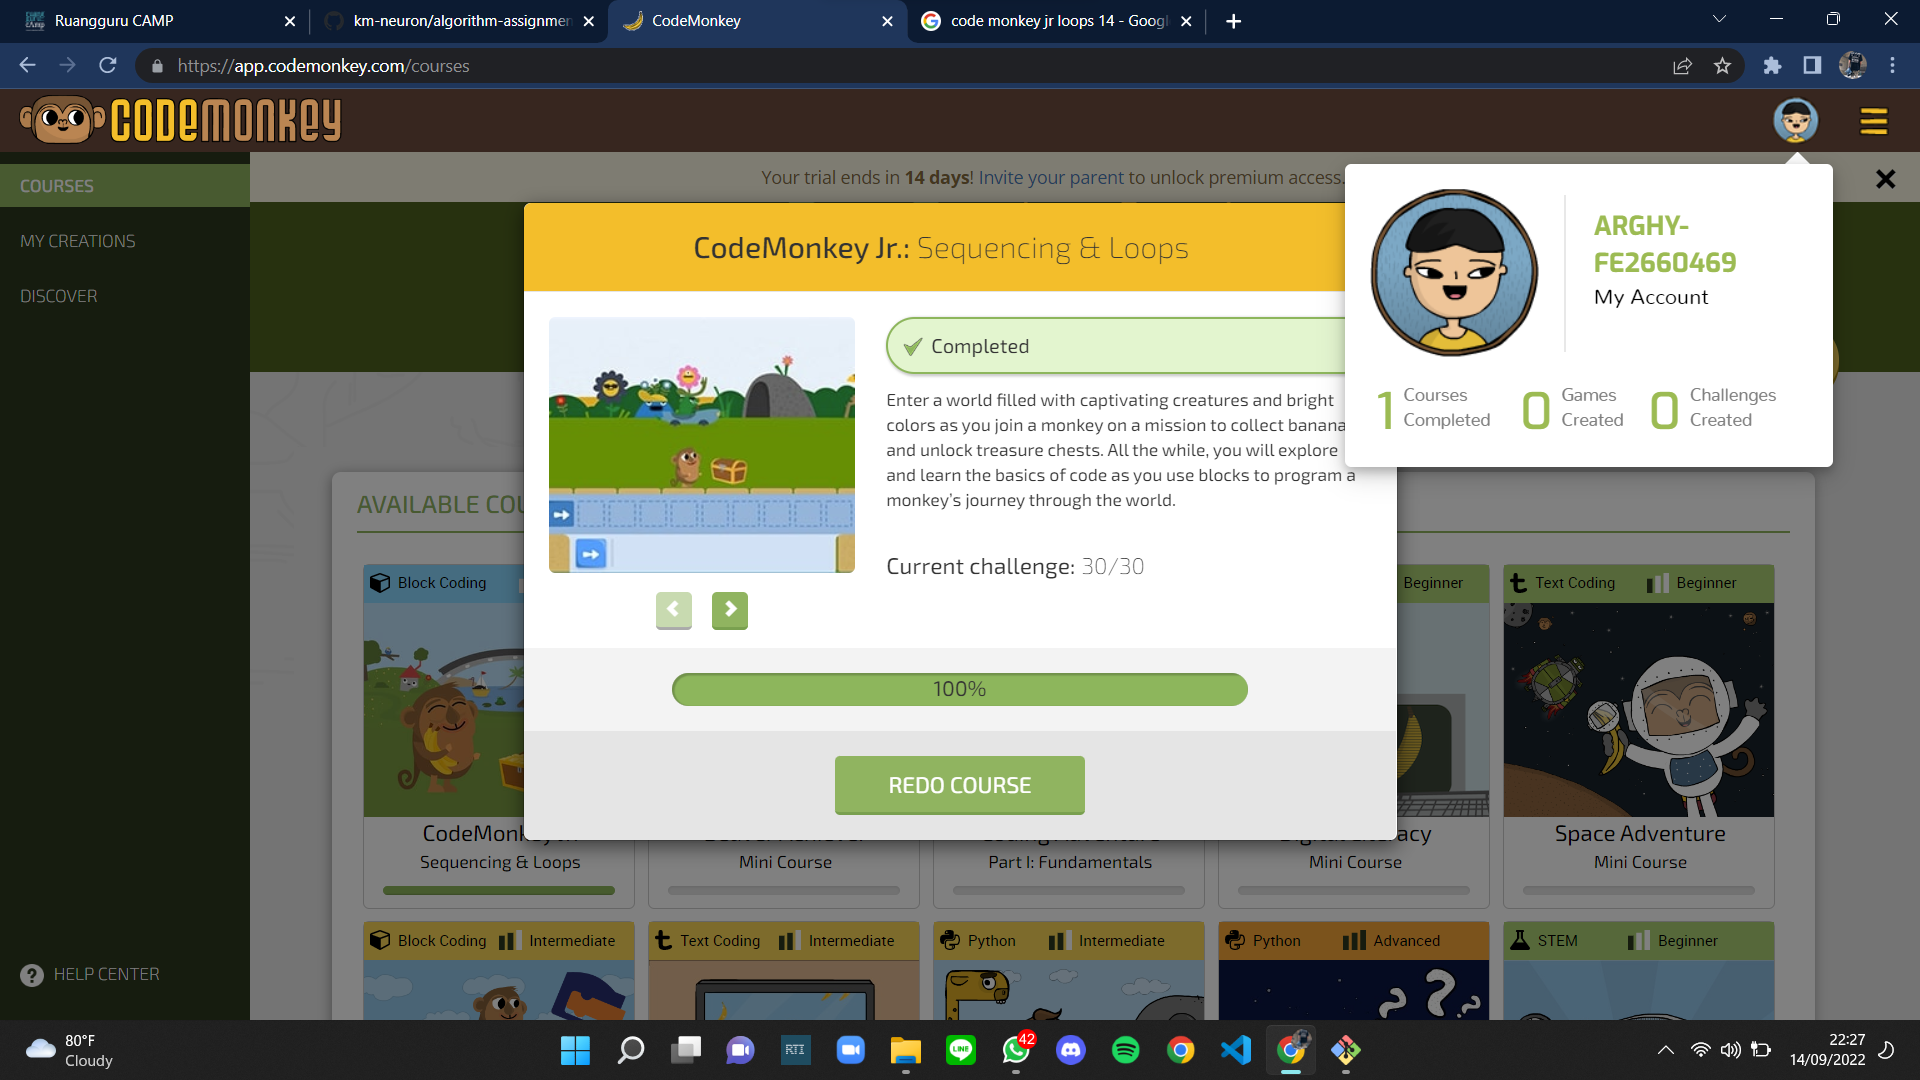 Ruangguru CAMP
km-neuron/algorithm-assignmen
CodeMonkey
code monkey jr loops 14 - Googl
https://app.codemonkey.com/courses
CODEMONKEY
COURSES
MY CREATIONS
DISCOVER
HELP CENTER
Your trial ends in 14 days! Invite your parent to unlock premium access.
ARGHY-
FE2660469
My Account
1 Courses Completed
0 Games Created
0 Challenges Created
CodeMonkey Jr.: Sequencing & Loops
Completed
Enter a world filled with captivating creatures and bright
colors as you join a monkey on a mission to collect banana
and unlock treasure chests. All the while, you will explore
and learn the basics of code as you use blocks to program a
monkey's journey through the world.
Current challenge: 30/30
100%
REDO COURSE
AVAILABLE COU
Block Coding
Beginner
Text Coding
Beginner
CodeMon
Sequencing & Loops
Mini Course
Part I: Fundamentals
acy
Mini Course
Space Adventure
Mini Course
Block Coding
Intermediate
Text Coding
Intermediate
Python
Intermediate
Python
Advanced
STEM
Beginner
80°F
Cloudy
RTI
LINE
42
22:27
14/09/2022